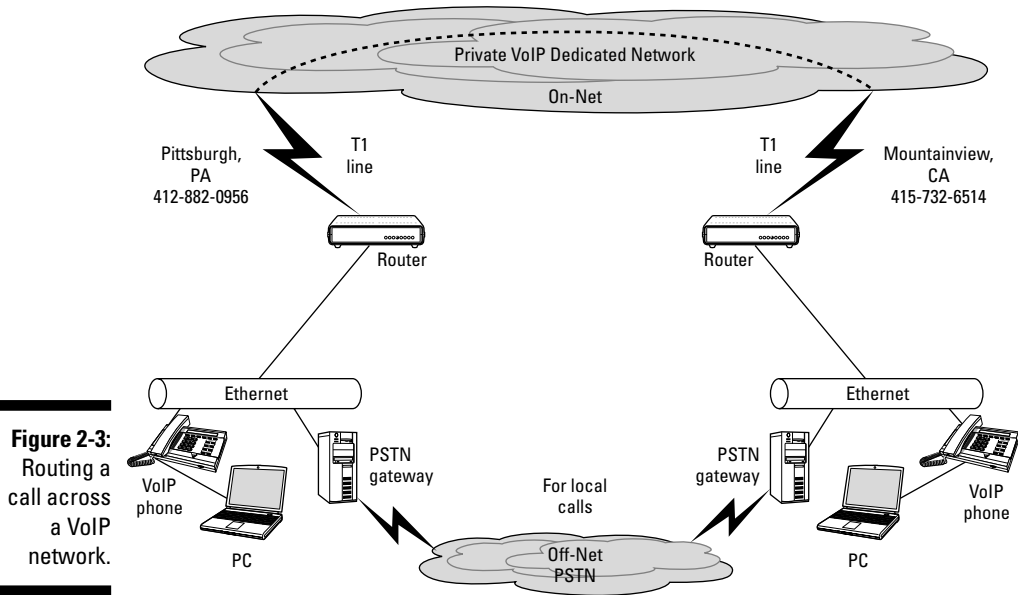 Private VoIP Dedicated Network
On-Net
Pittsburgh,
PA
412-882-0956
T1
line
T1
line
Mountainview,
CA
415-732-6514
Router
Router
Ethernet
Ethernet
Figure 2-3:
Routing a
call across
a VoIP
network.
VoIP
phone
PC
PSTN
gateway
For local
calls
PSTN
gateway
VoIP
phone
PC
Off-Net
PSTN